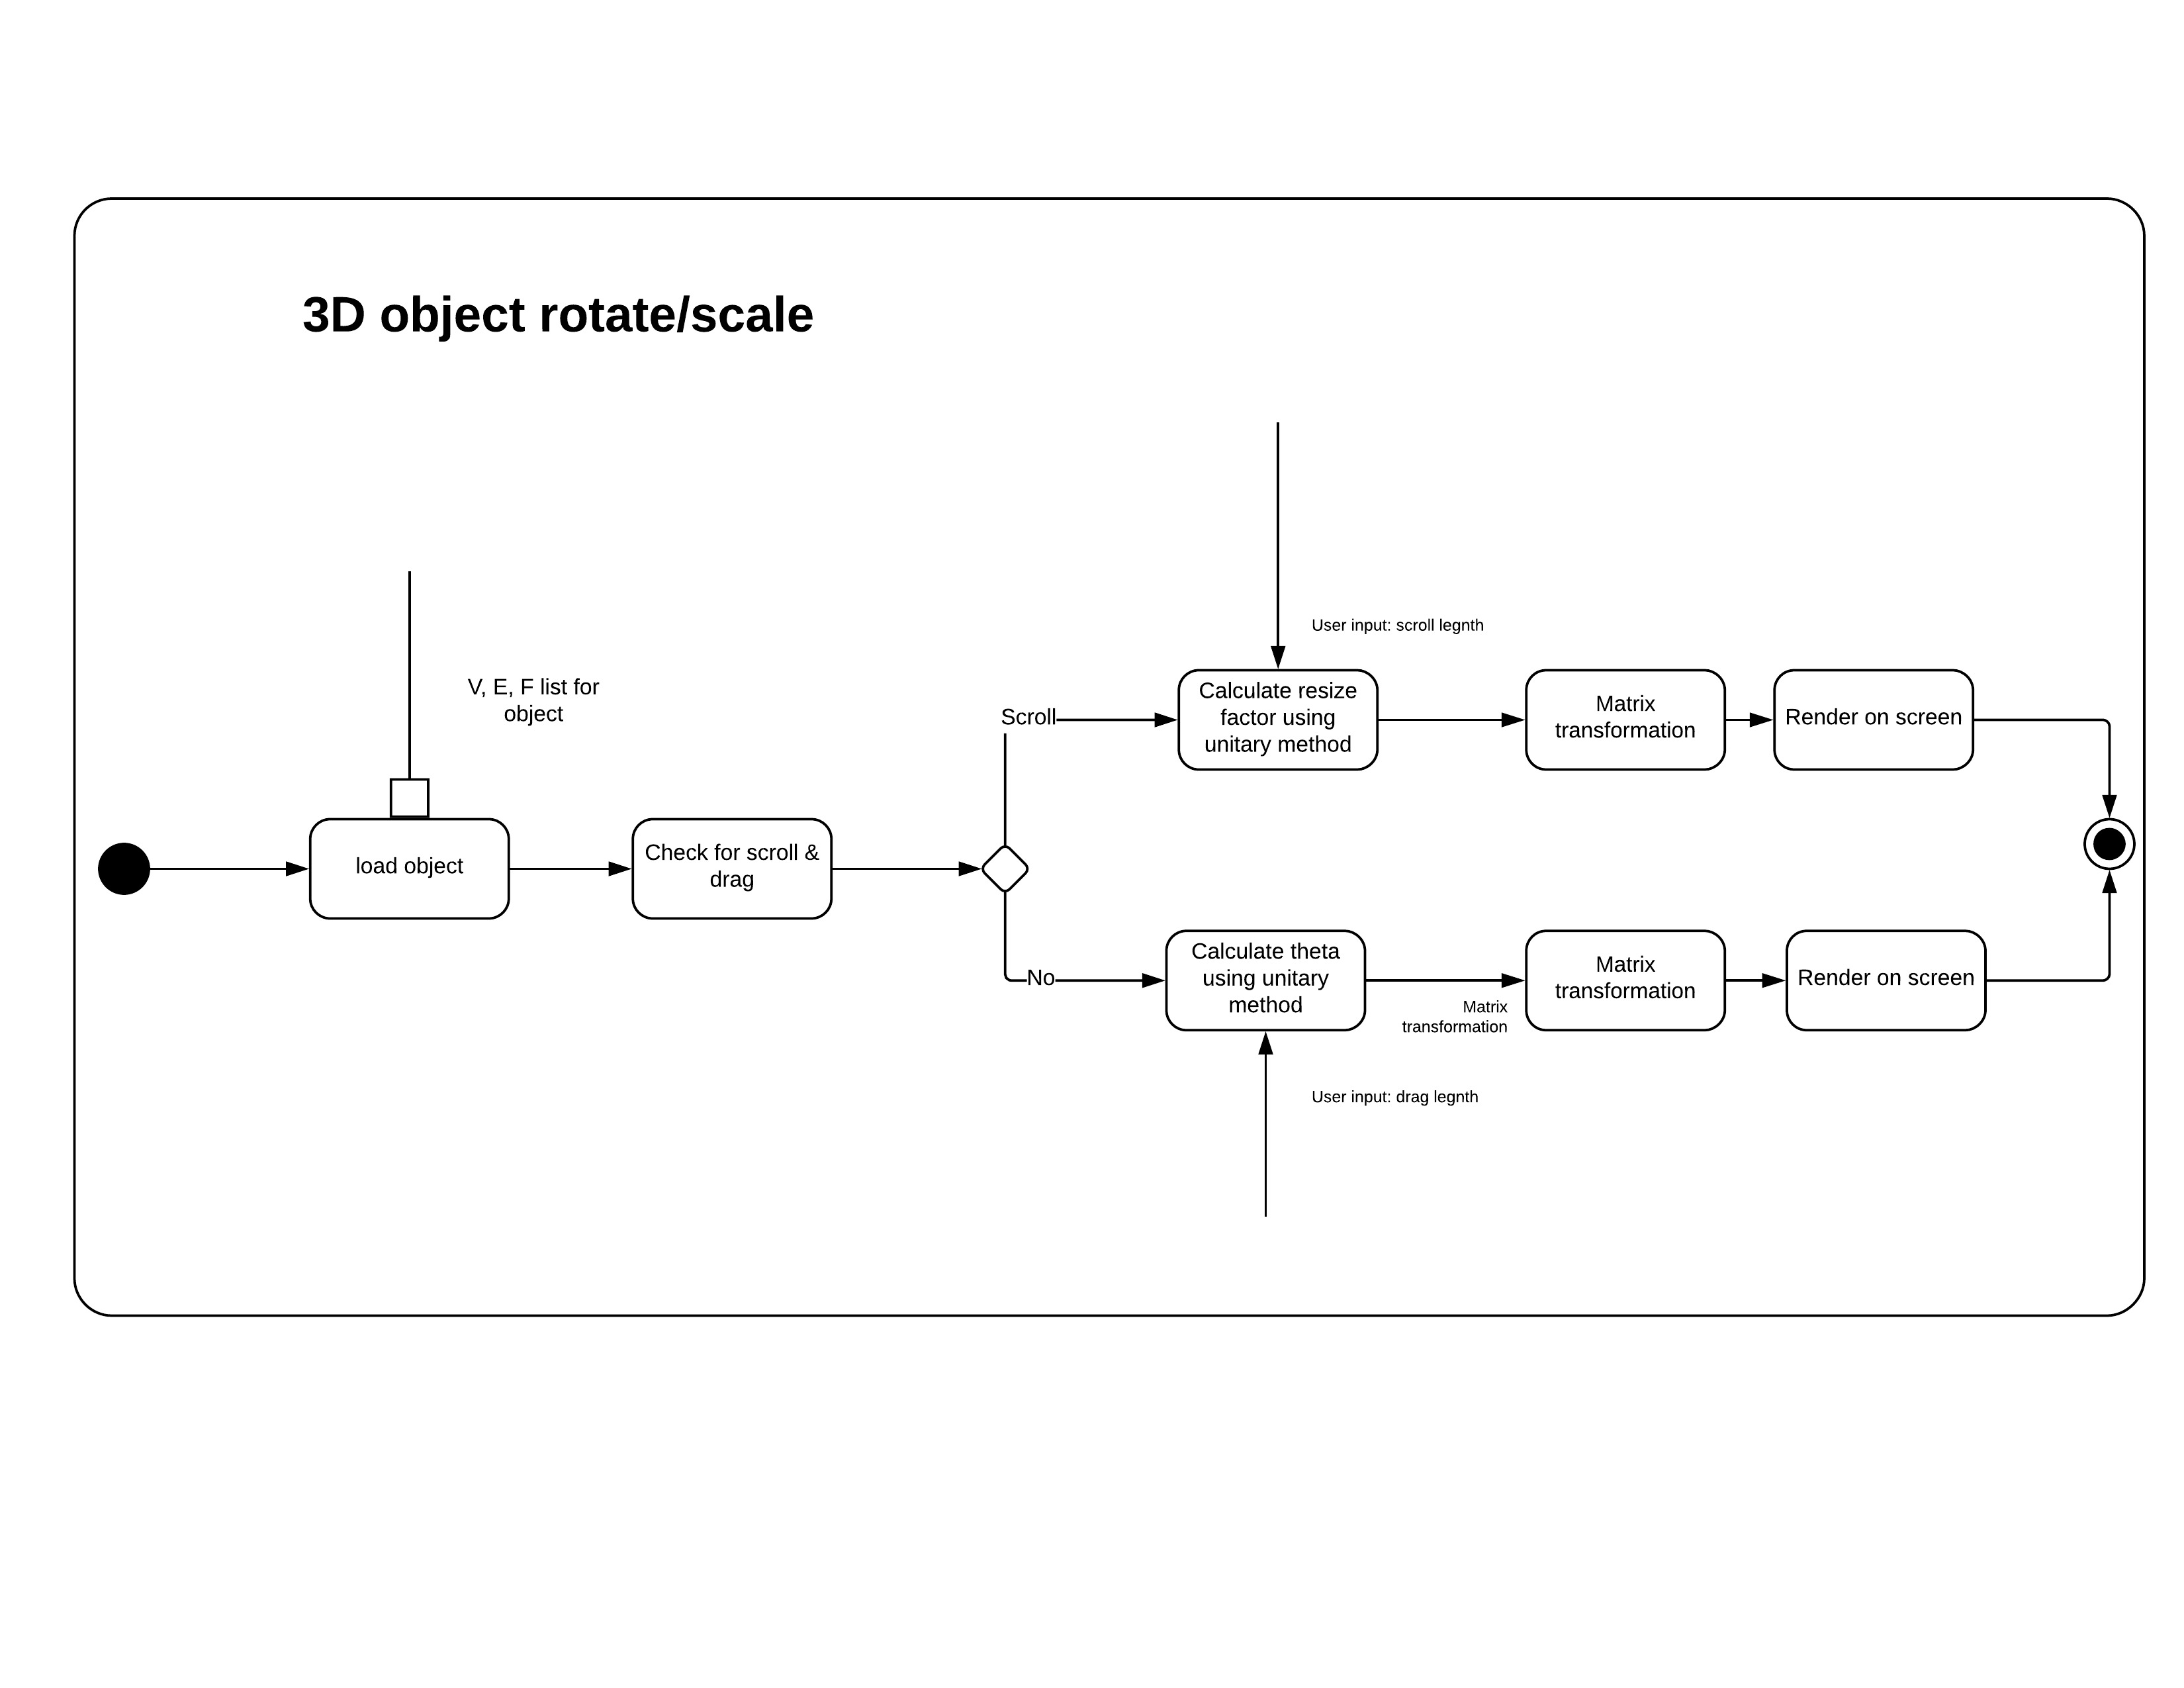 3D object rotate/scale
User input: scroll legnth
V, E, F list for
object
Scroll
Calculate resize
factor using
unitary method
Matrix
transformation
Render on screen
load object
Check for scroll &
drag
No
Calculate theta
using unitary
method
Matrix
transformation
Matrix
transformation
Render on screen
User input: drag legnth